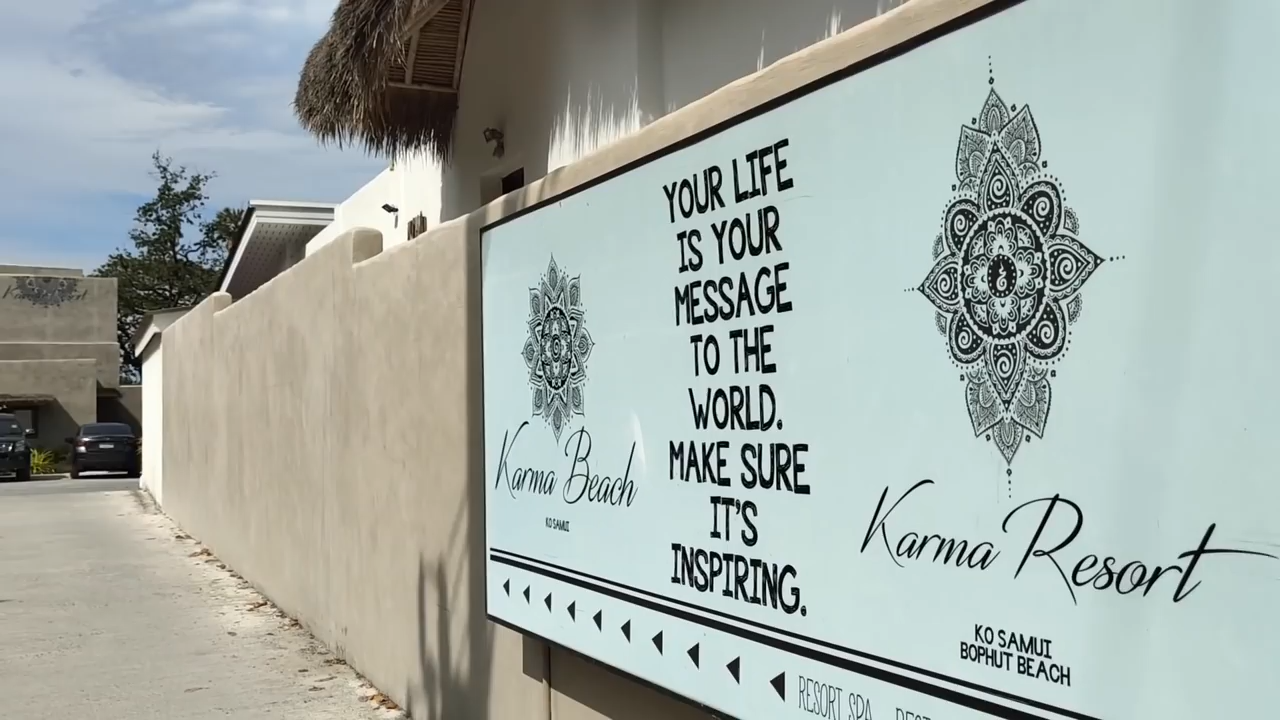 YOUR LIFE
IS YOUR
MESSAGE
TO THE
WORLD.
MAKE SURE
IT'S
INSPIRING.
Karma Beach
KO SAMUI
Karma Resort
KO SAMUI
BOPHUT BEACH
RESORT SPA